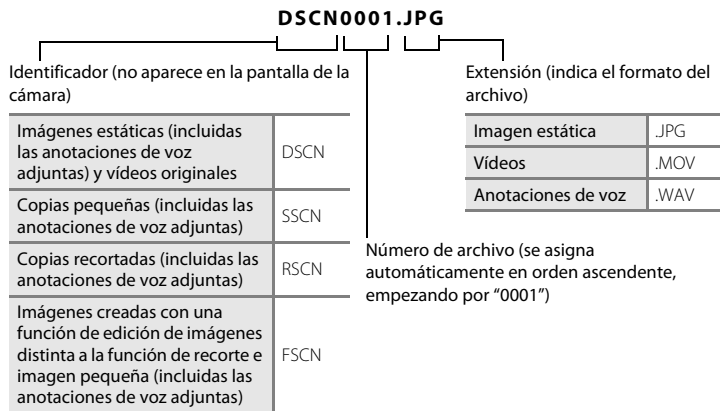 DSCN0001.JPG
Identificador (no aparece en la pantalla de la
cámara)
Imágenes estáticas (incluidas
las anotaciones de voz
adjuntas) y vídeos originales
DSCN
Copias pequeñas (incluidas las
anotaciones de voz adjuntas)
SSCN
Copias recortadas (incluidas las
anotaciones de voz adjuntas)
RSCN
Imágenes creadas con una
función de edición de imágenes
distinta a la función de recorte e
imagen pequeña (incluidas las
anotaciones de voz adjuntas)
FSCN
Extensión (indica el formato del
archivo)
Imagen estática .JPG
Vídeos .MOV
Anotaciones de voz .WAV
Número de archivo (se asigna
automáticamente en orden ascendente,
empezando por “0001”)